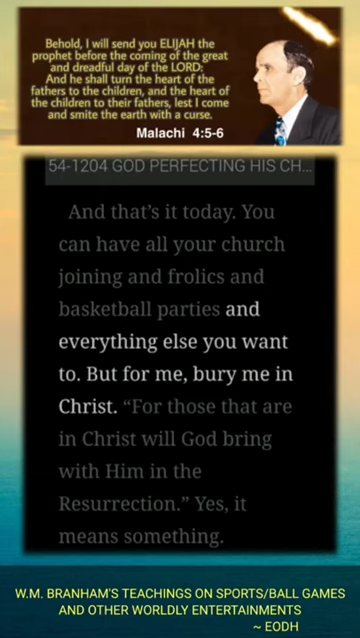 Behold, I will send you ELIJAH the
prophet before the coming of the great
and dreadful day of the LORD:
And he shall turn the heart of the
fathers to the children, and the heart of
the children to their fathers, lest I come
and smite the earth with a curse.
Malachi 4:5-6
54-1204 GOD PERFECTING HIS CH...
And that's it today. You
can have all your church
joining and frolics and
basketball parties and
everything else you want
to. But for me, bury me in
Christ. “For those that are
in Christ will God bring
with Him in the
Resurrection.” Yes, it
means something.
W.M. BRANHAM'S TEACHINGS ON SPORTS/BALL GAMES
AND OTHER WORLDLY ENTERTAINMENTS
~ EODH